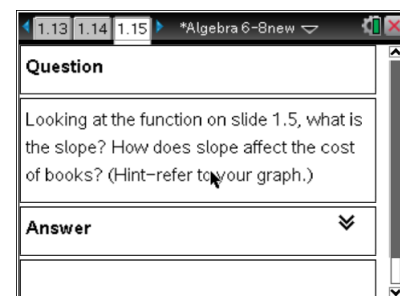 1.13 1.14 1.15 *Algebra 6-8new
Question
Looking at the function on slide 1.5, what is
the slope? How does slope affect the cost
of books? (Hint-refer to your graph.)
Answer